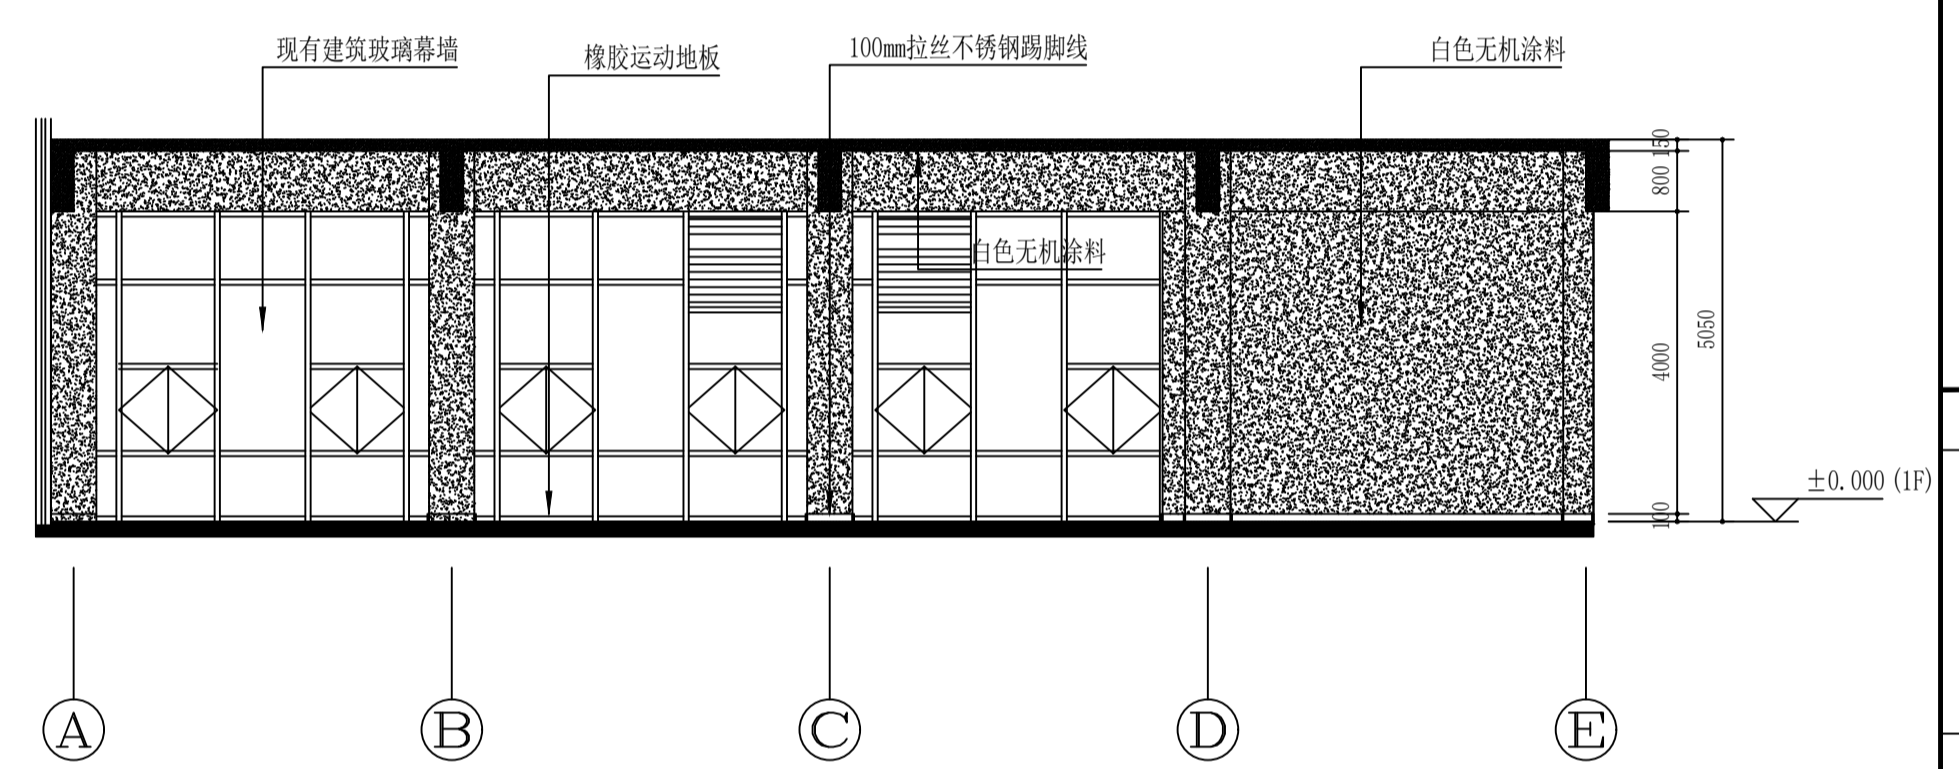 现有建筑玻璃幕墙
橡胶运动地板
100mm拉丝不锈钢踢脚线
白色无机涂料
白色无机涂料
150
800
4000
5050
100
±0.000 (1F)
A
B
C
D
E